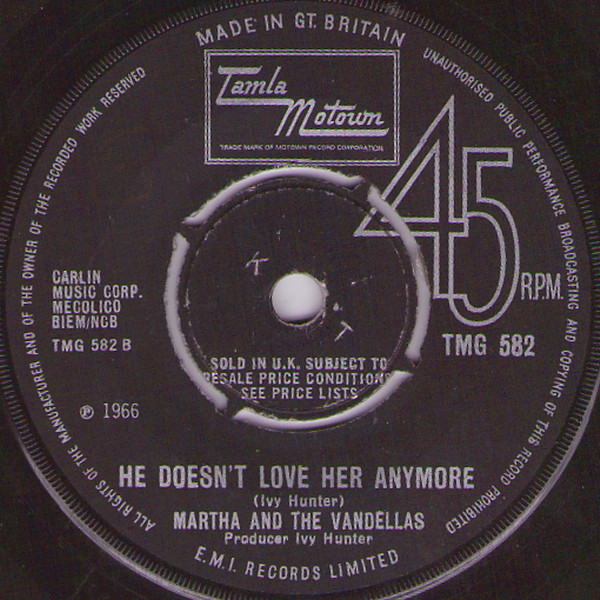 MADE IN GT. BRITAIN
Tamla
Motown
TRADE MARK OF MOTOWN RECORD CORPORATION
UNAUTHORISED PUBLIC PERFORMANCE BROADCASTING AND COPYING OF THIS RECORD PROHIBITED
ALL RIGHTS OF THE MANUFACTURER AND OF THE OWNER OF THE RECORDED WORK RESERVED
45
R.P.M.
CARLIN
MUSIC CORP.
MECOLICO
BIEM/NCB
TMG 582 B
TMG 582
K
T
SOLD IN U.K. SUBJECT TO
RESALE PRICE CONDITIONS
SEE PRICE LISTS
℗ 1966
HE DOESN'T LOVE HER ANYMORE
(Ivy Hunter)
MARTHA AND THE VANDELLAS
Producer Ivy Hunter
E.M.I. RECORDS LIMITED